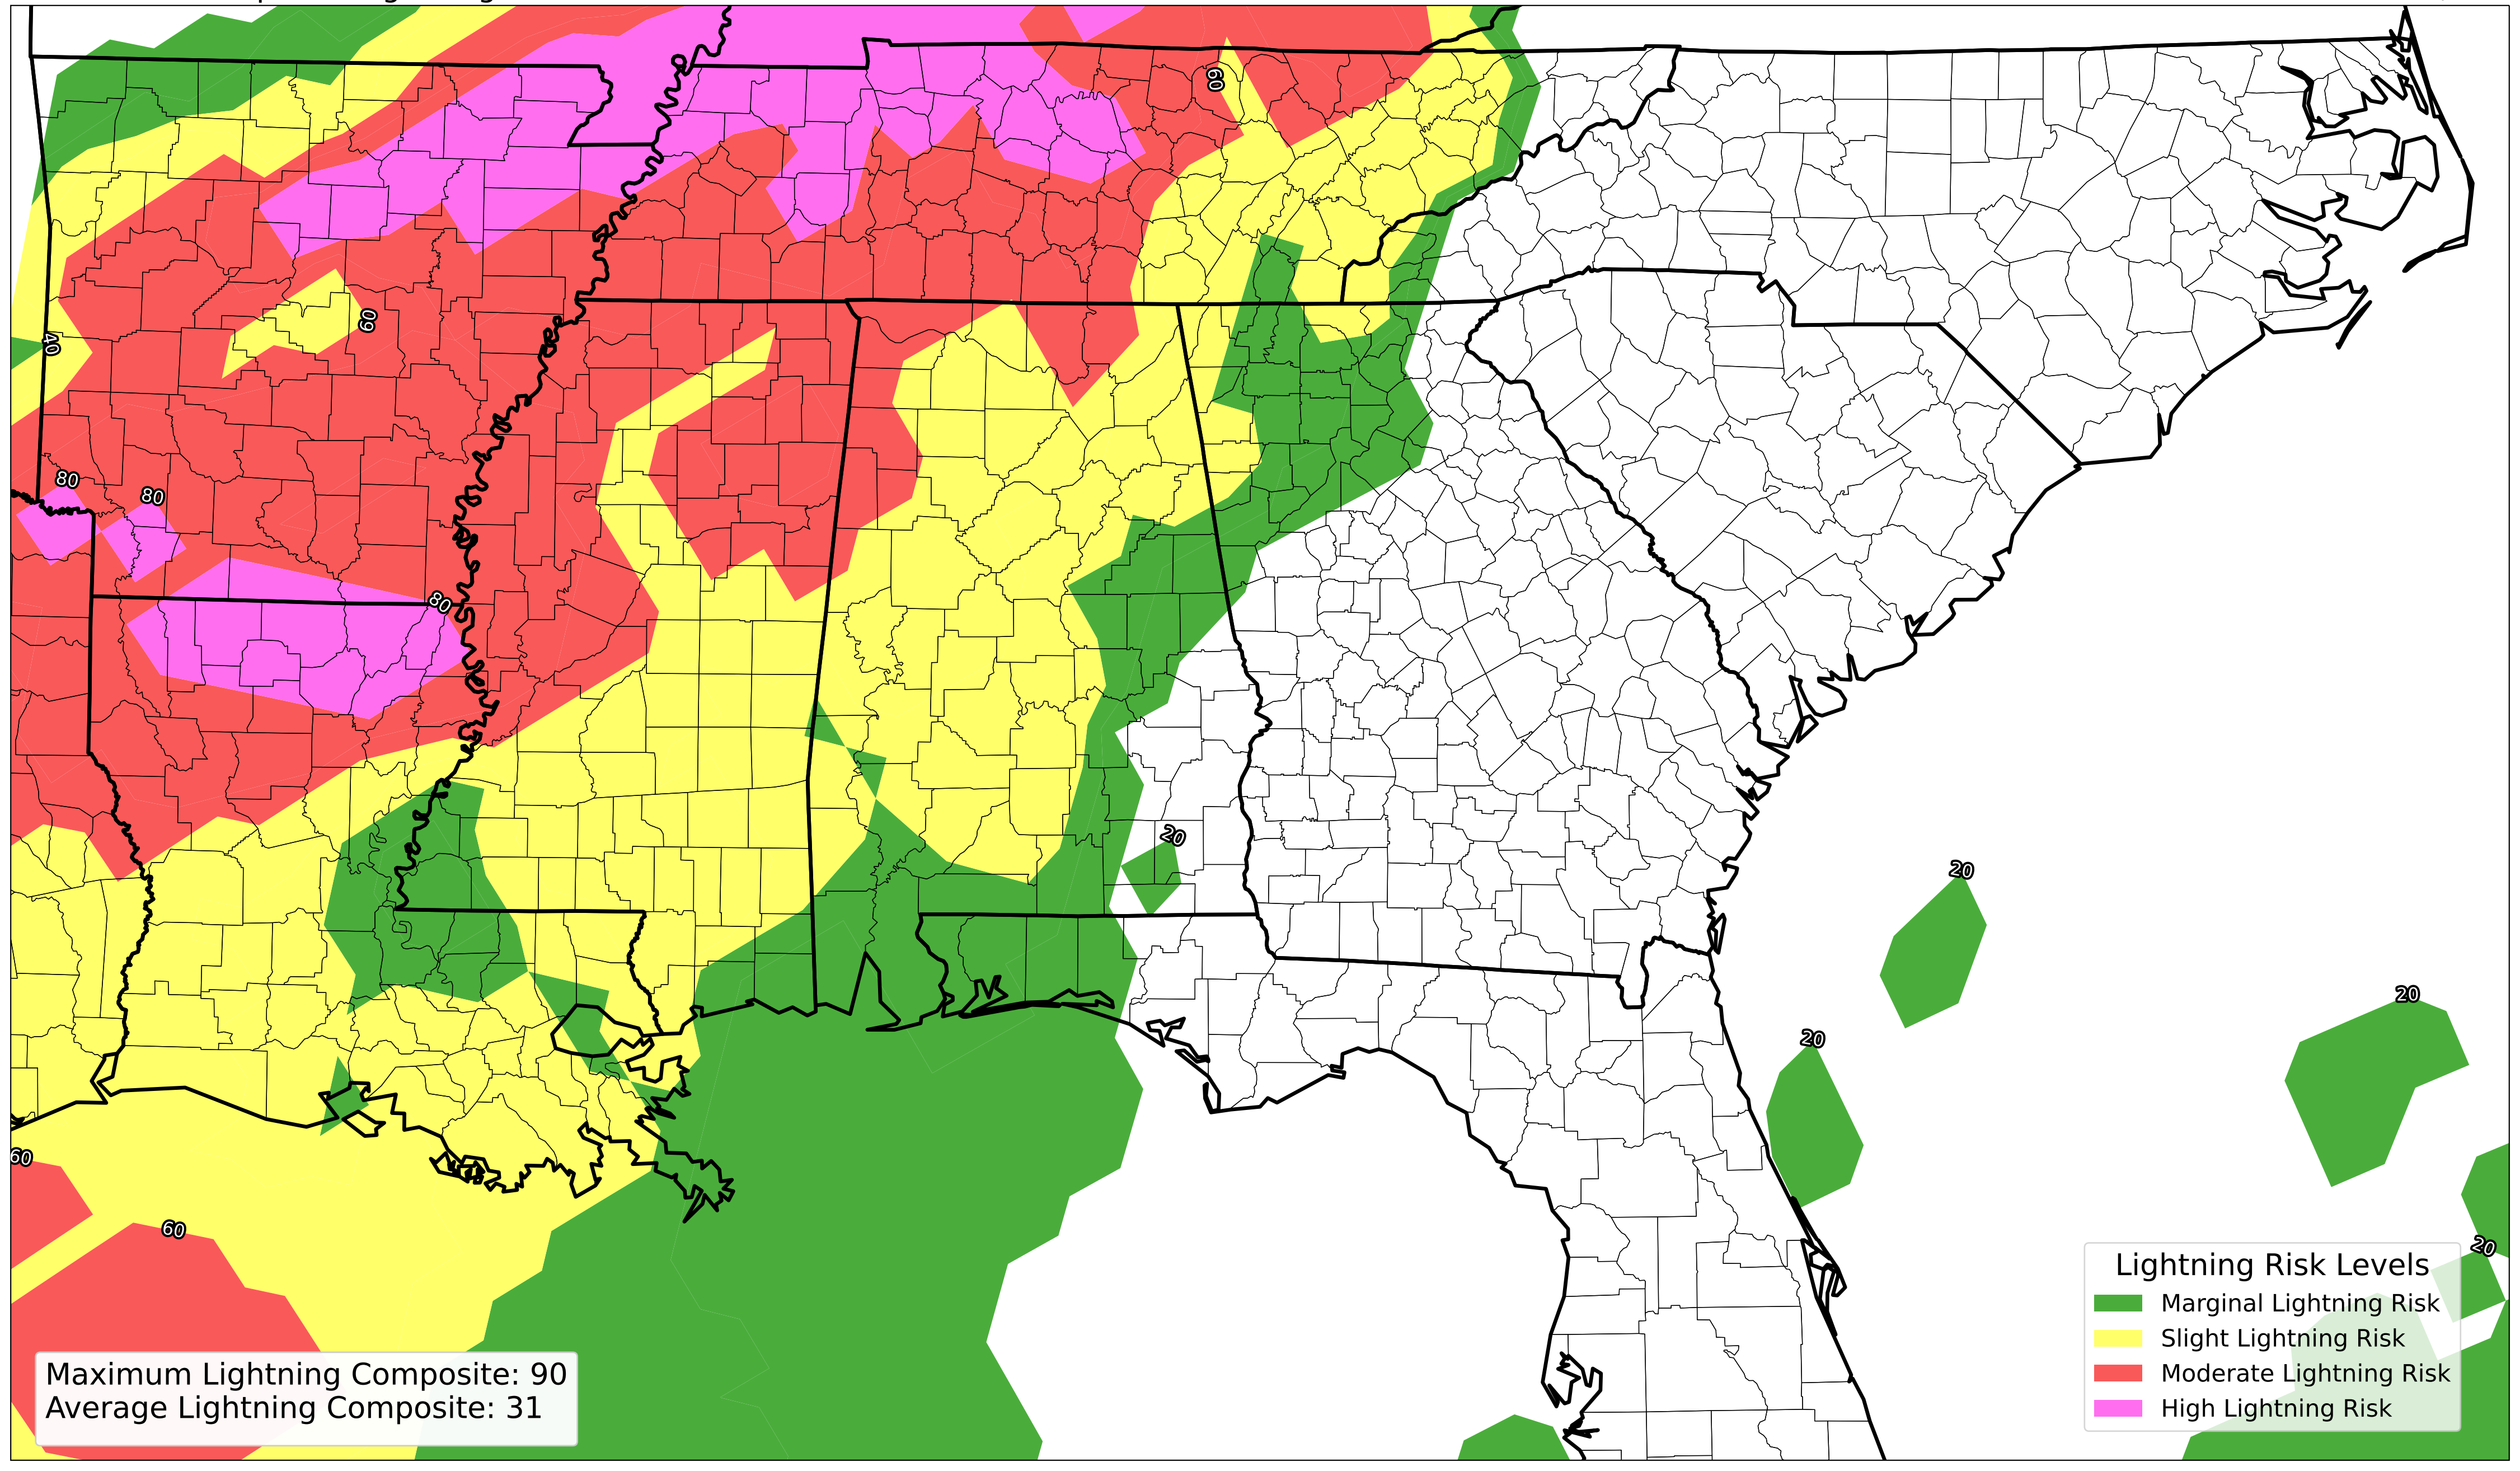 60
60
40
80
80
80
20
20
20
20
60
20
60
Lightning Risk Levels
Marginal Lightning Risk
Slight Lightning Risk
Moderate Lightning Risk
High Lightning Risk
Maximum Lightning Composite: 90
Average Lightning Composite: 31